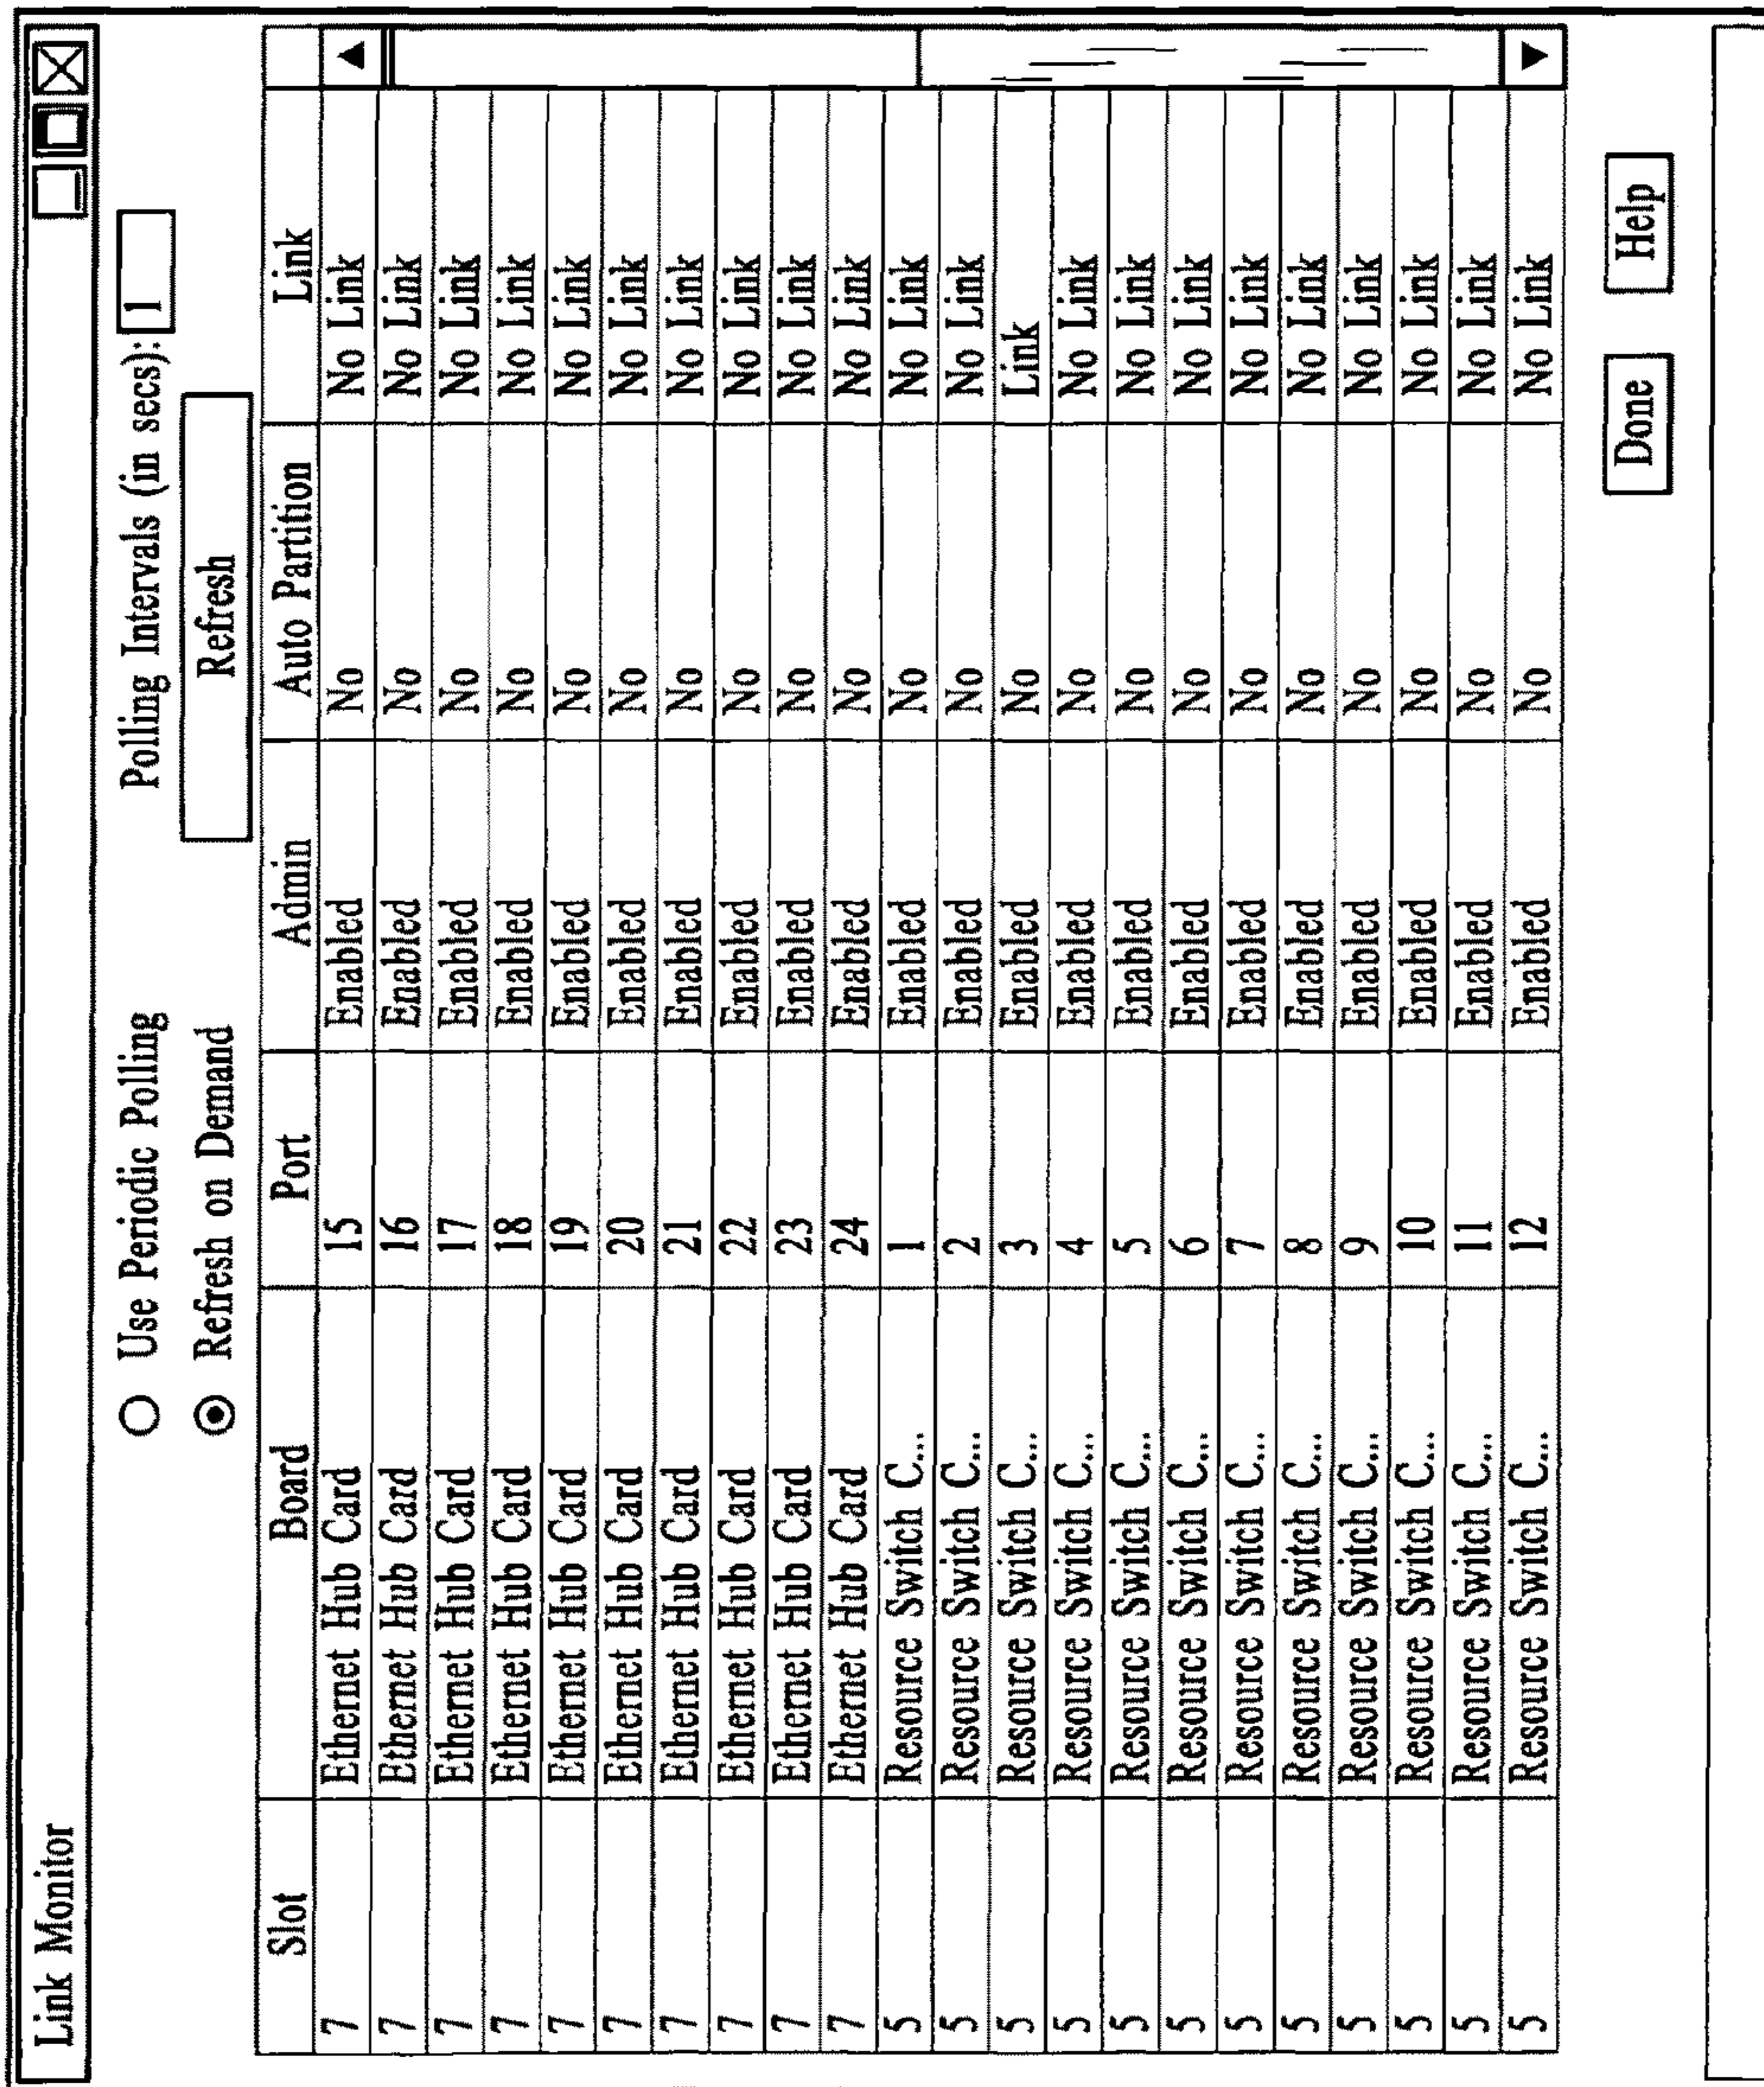 Link Monitor
Use Periodic Polling Polling Intervals (in secs): 1
Refresh on Demand Refresh
Slot Board Port Admin Auto Partition Link
7 Ethernet Hub Card 15 Enabled No No Link
7 Ethernet Hub Card 16 Enabled No No Link
7 Ethernet Hub Card 17 Enabled No No Link
7 Ethernet Hub Card 18 Enabled No No Link
7 Ethernet Hub Card 19 Enabled No No Link
7 Ethernet Hub Card 20 Enabled No No Link
7 Ethernet Hub Card 21 Enabled No No Link
7 Ethernet Hub Card 22 Enabled No No Link
7 Ethernet Hub Card 23 Enabled No No Link
7 Ethernet Hub Card 24 Enabled No No Link
5 Resource Switch C... 1 Enabled No No Link
5 Resource Switch C... 2 Enabled No No Link
5 Resource Switch C... 3 Enabled No Link
5 Resource Switch C... 4 Enabled No No Link
5 Resource Switch C... 5 Enabled No No Link
5 Resource Switch C... 6 Enabled No No Link
5 Resource Switch C... 7 Enabled No No Link
5 Resource Switch C... 8 Enabled No No Link
5 Resource Switch C... 9 Enabled No No Link
5 Resource Switch C... 10 Enabled No No Link
5 Resource Switch C... 11 Enabled No No Link
5 Resource Switch C... 12 Enabled No No Link
Done Help